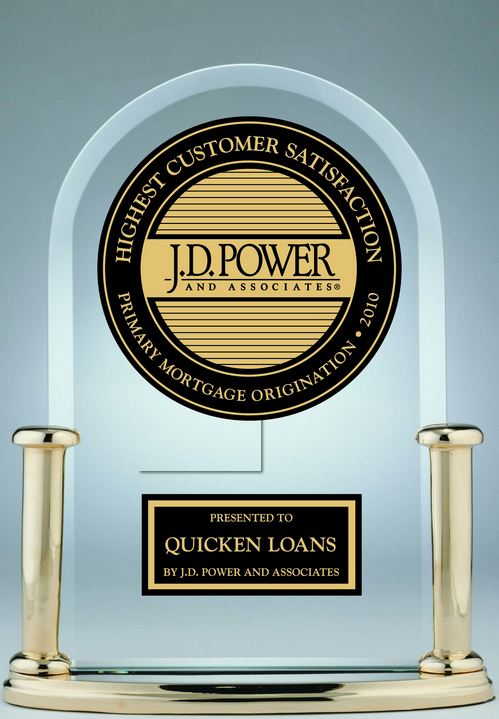 HIGHEST CUSTOMER SATISFACTION
J.D. POWER
AND ASSOCIATES®
PRIMARY MORTGAGE ORIGINATION • 2010
PRESENTED TO
QUICKEN LOANS
BY J.D. POWER AND ASSOCIATES